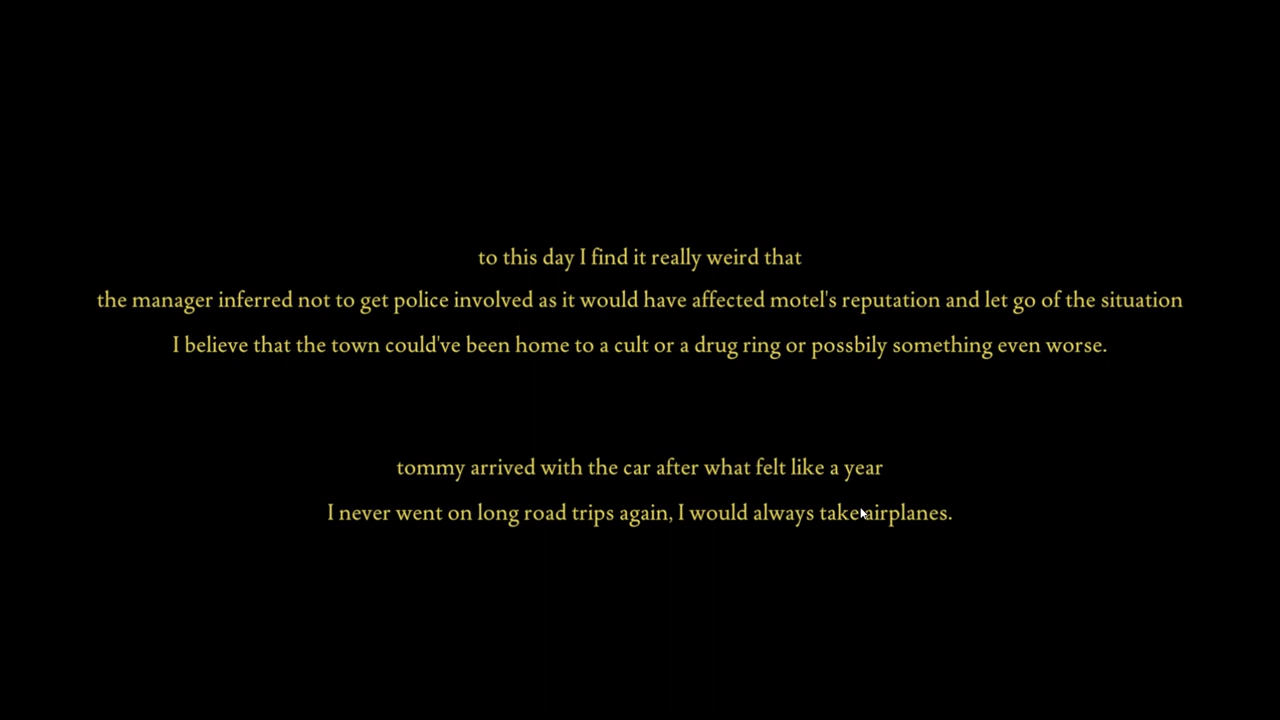 to this day I find it really weird that
the manager inferred not to get police involved as it would have affected motel's reputation and let go of the situation
I believe that the town could've been home to a cult or a drug ring or possbily something even worse.
tommy arrived with the car after what felt like a year
I never went on long road trips again, I would always take airplanes.